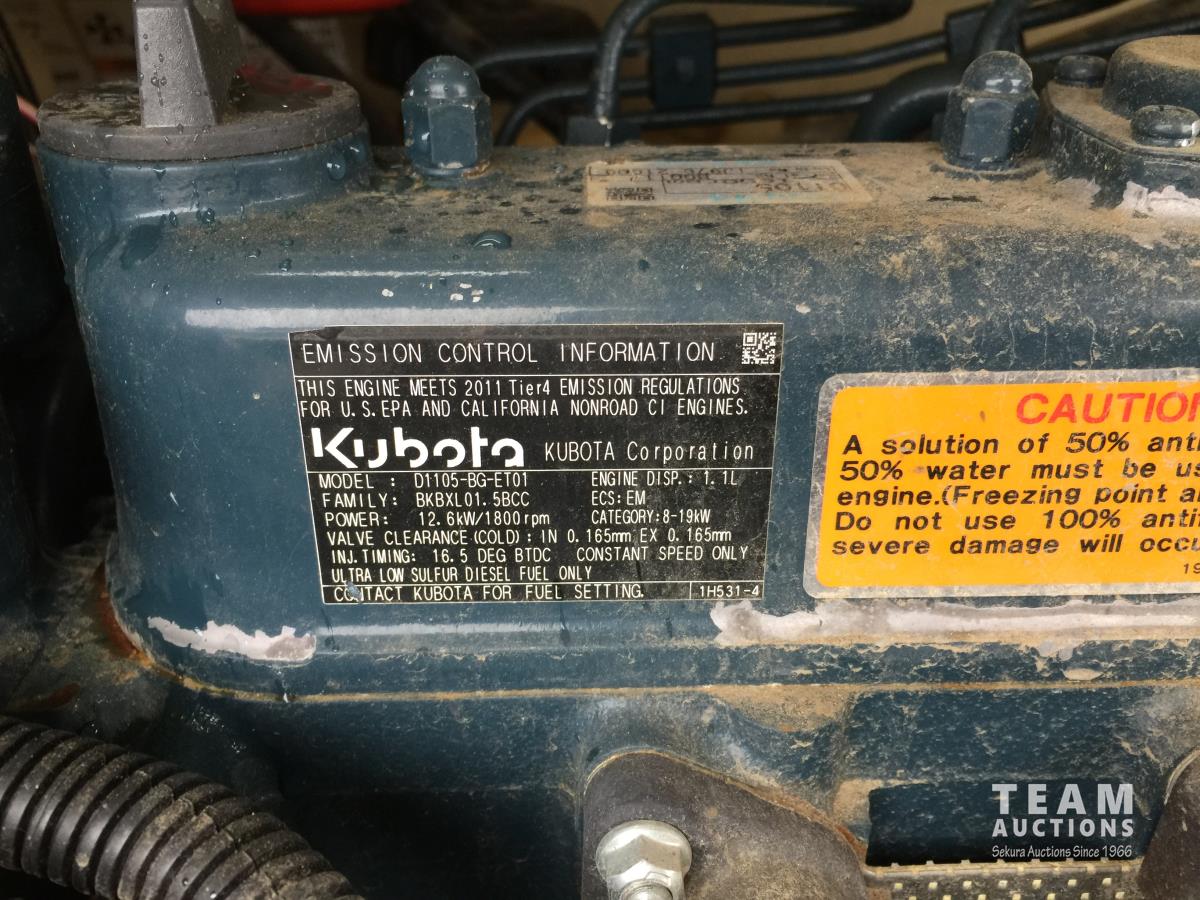 EMISSION CONTROL INFORMATION
THIS ENGINE MEETS 2011 Tier4 EMISSION REGULATIONS
FOR U.S. EPA AND CALIFORNIA NONROAD CI ENGINES.
Kubota KUBOTA Corporation
MODEL : D1105-BG-ET01 ENGINE DISP.: 1.1L
FAMILY: BKBXL01.5BCC ECS: EM
POWER: 12.6kW/1800rpm CATEGORY:8-19kW
VALVE CLEARANCE(COLD): IN 0.165mm EX 0.165mm
INJ.TIMING: 16.5 DEG BTDC CONSTANT SPEED ONLY
ULTRA LOW SULFUR DIESEL FUEL ONLY
CONTACT KUBOTA FOR FUEL SETTING. 1H531-4
CAUTIO
A solution of 50% anti
50% water must be us
engine.(Freezing point a
Do not use 100% antif
severe damage will occu
19
TEAM
AUCTIONS
Sekura Auctions Since 1966